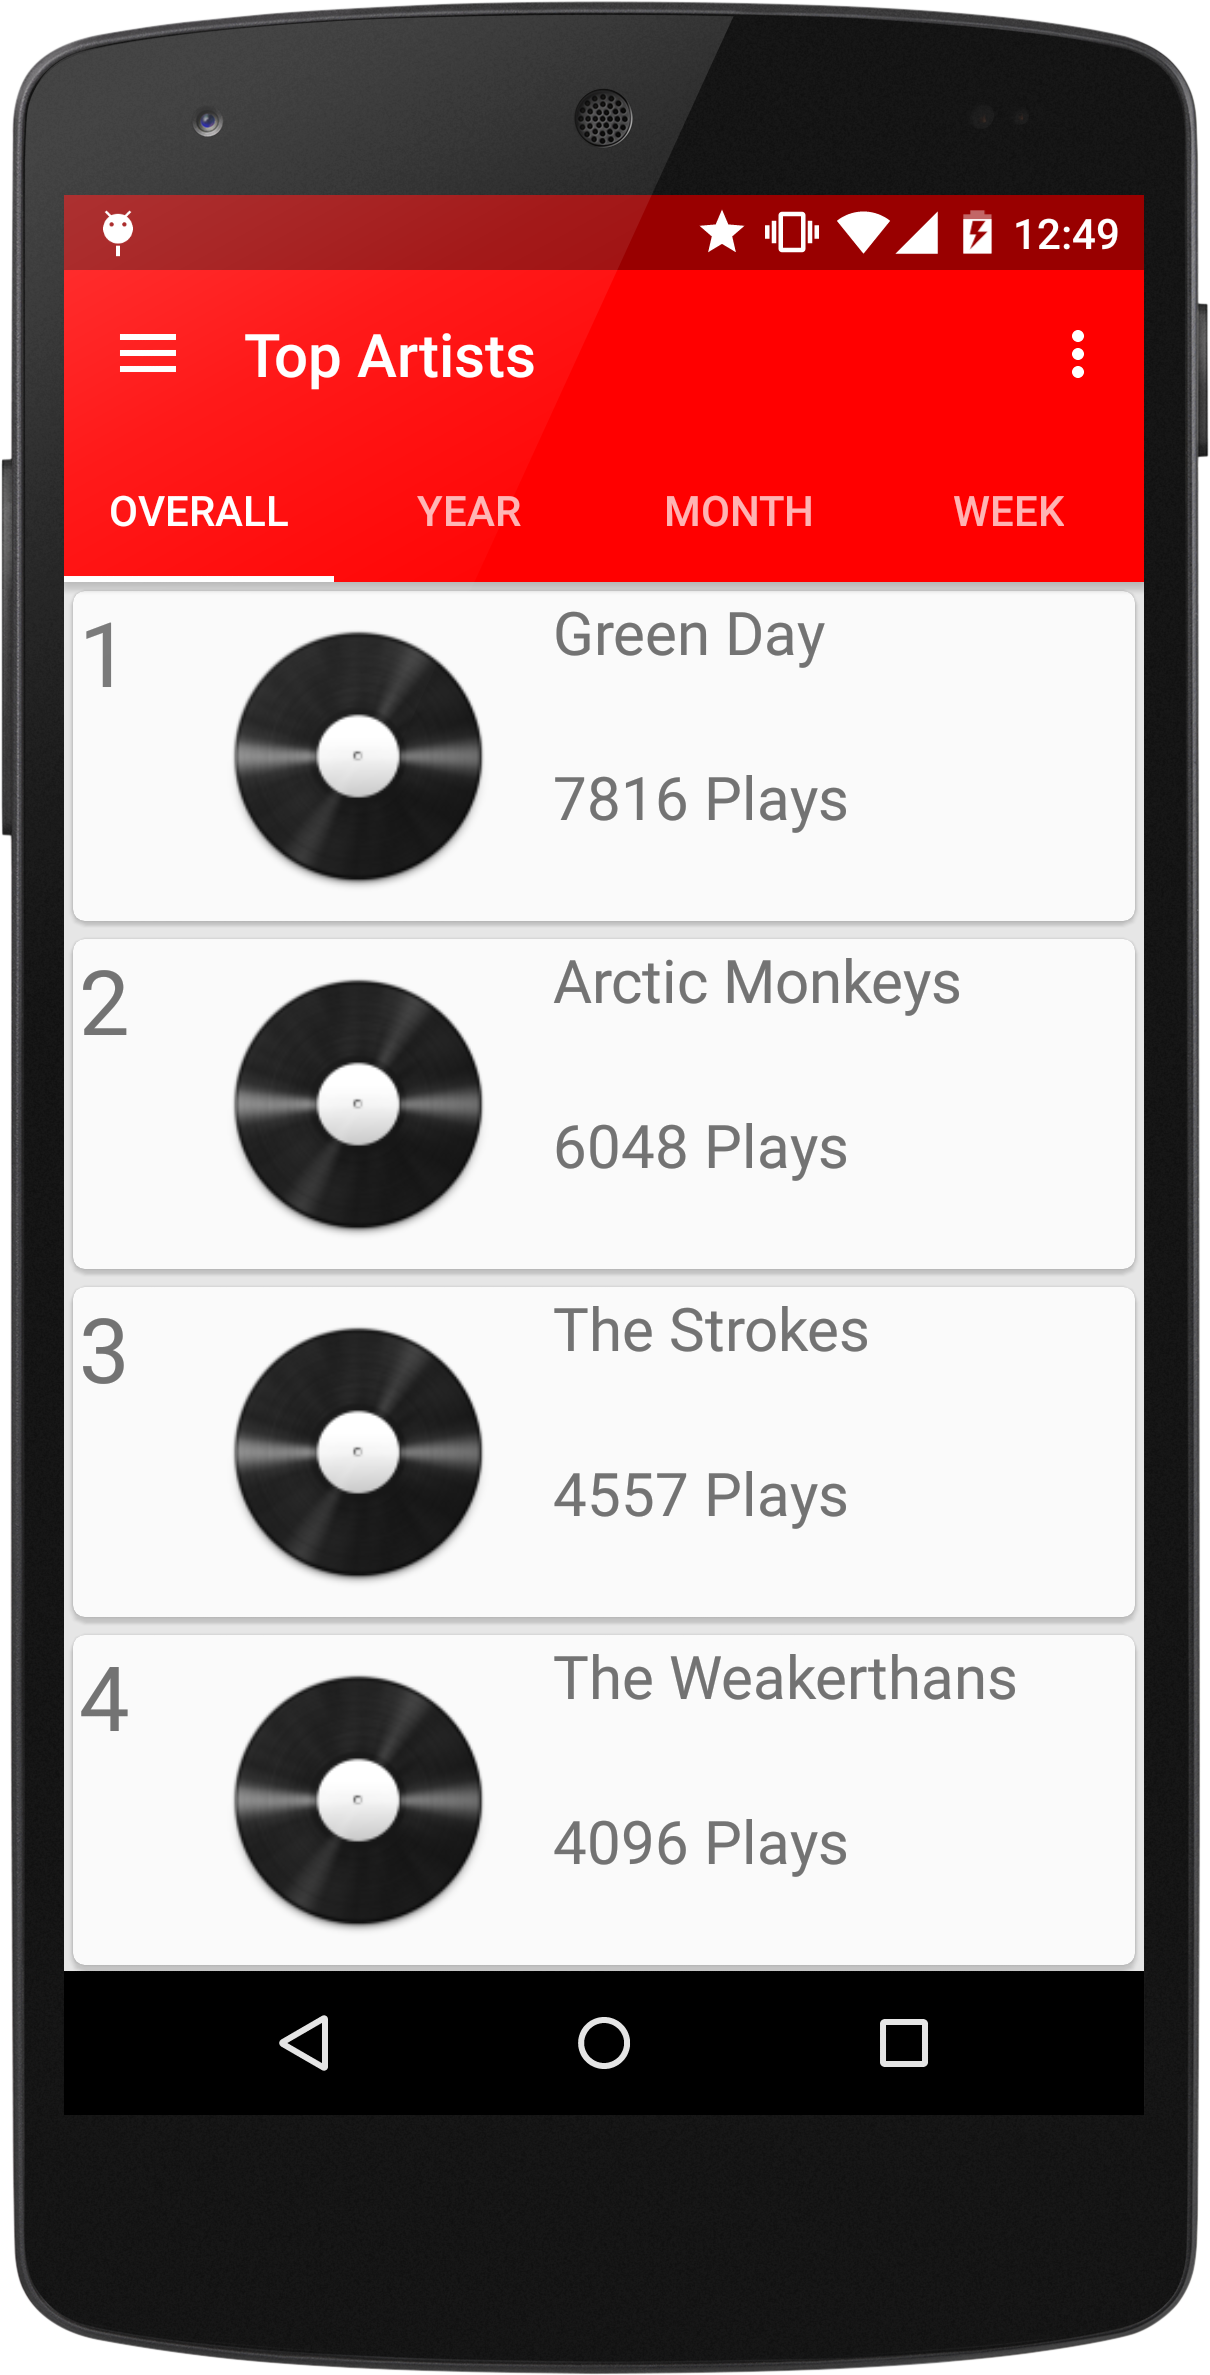 12:49
Top Artists
OVERALL YEAR MONTH WEEK
1
Green Day
7816 Plays
2
Arctic Monkeys
6048 Plays
3
The Strokes
4557 Plays
4
The Weakerthans
4096 Plays